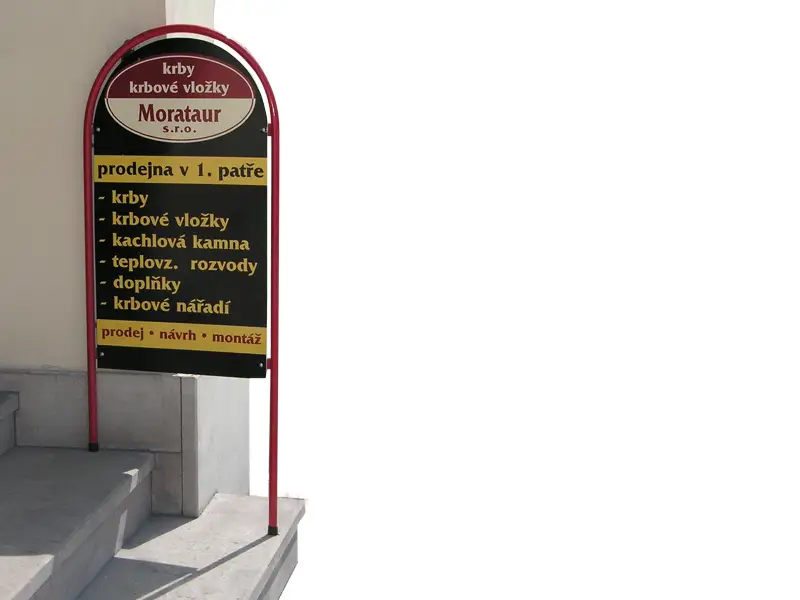 krby
krbové vložky
Morataur
s.r.o.
prodejna v 1. patře
- krby
- krbové vložky
- kachlová kamna
- teplovz. rozvody
- doplňky
- krbové nářadí
prodej • návrh • montáž